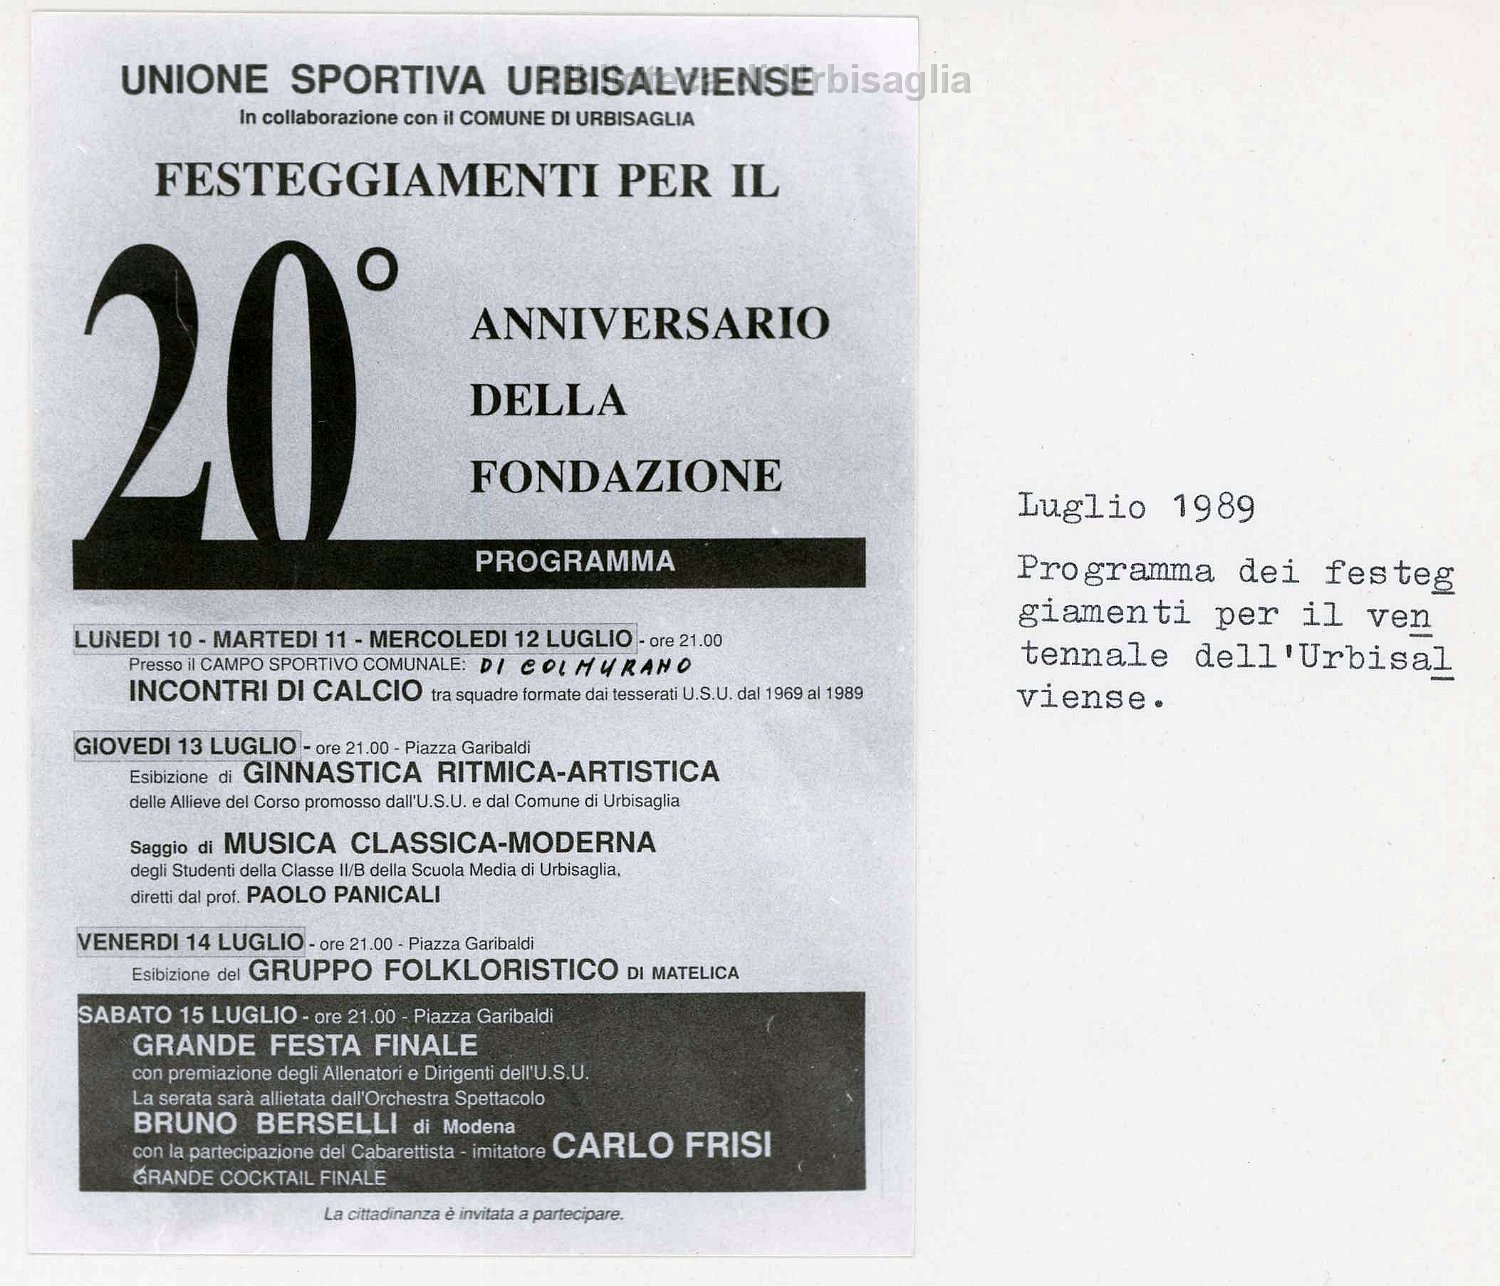 Biblioteca di Urbisaglia
UNIONE SPORTIVA URBISALVIENSE
In collaborazione con il COMUNE DI URBISAGLIA
FESTEGGIAMENTI PER IL
20°
ANNIVERSARIO
DELLA
FONDAZIONE
PROGRAMMA
LUNEDI 10 - MARTEDI 11 - MERCOLEDI 12 LUGLIO - ore 21.00
Presso il CAMPO SPORTIVO COMUNALE: DI COLMURANO
INCONTRI DI CALCIO tra squadre formate dai tesserati U.S.U. dal 1969 al 1989
GIOVEDI 13 LUGLIO - ore 21.00 - Piazza Garibaldi
Esibizione di GINNASTICA RITMICA-ARTISTICA
delle Allieve del Corso promosso dall'U.S.U. e dal Comune di Urbisaglia
Saggio di MUSICA CLASSICA-MODERNA
degli Studenti della Classe II/B della Scuola Media di Urbisaglia,
diretti dal prof. PAOLO PANICALI
VENERDI 14 LUGLIO - ore 21.00 - Piazza Garibaldi
Esibizione del GRUPPO FOLKLORISTICO DI MATELICA
SABATO 15 LUGLIO - ore 21.00 - Piazza Garibaldi
GRANDE FESTA FINALE
con premiazione degli Allenatori e Dirigenti dell'U.S.U.
La serata sarà allietata dall'Orchestra Spettacolo
BRUNO BERSELLI di Modena
con la partecipazione del Cabarettista - imitatore CARLO FRISI
GRANDE COCKTAIL FINALE
La cittadinanza è invitata a partecipare.
Luglio 1989
Programma dei festeg
giamenti per il ven
tennale dell'Urbisal
viense.